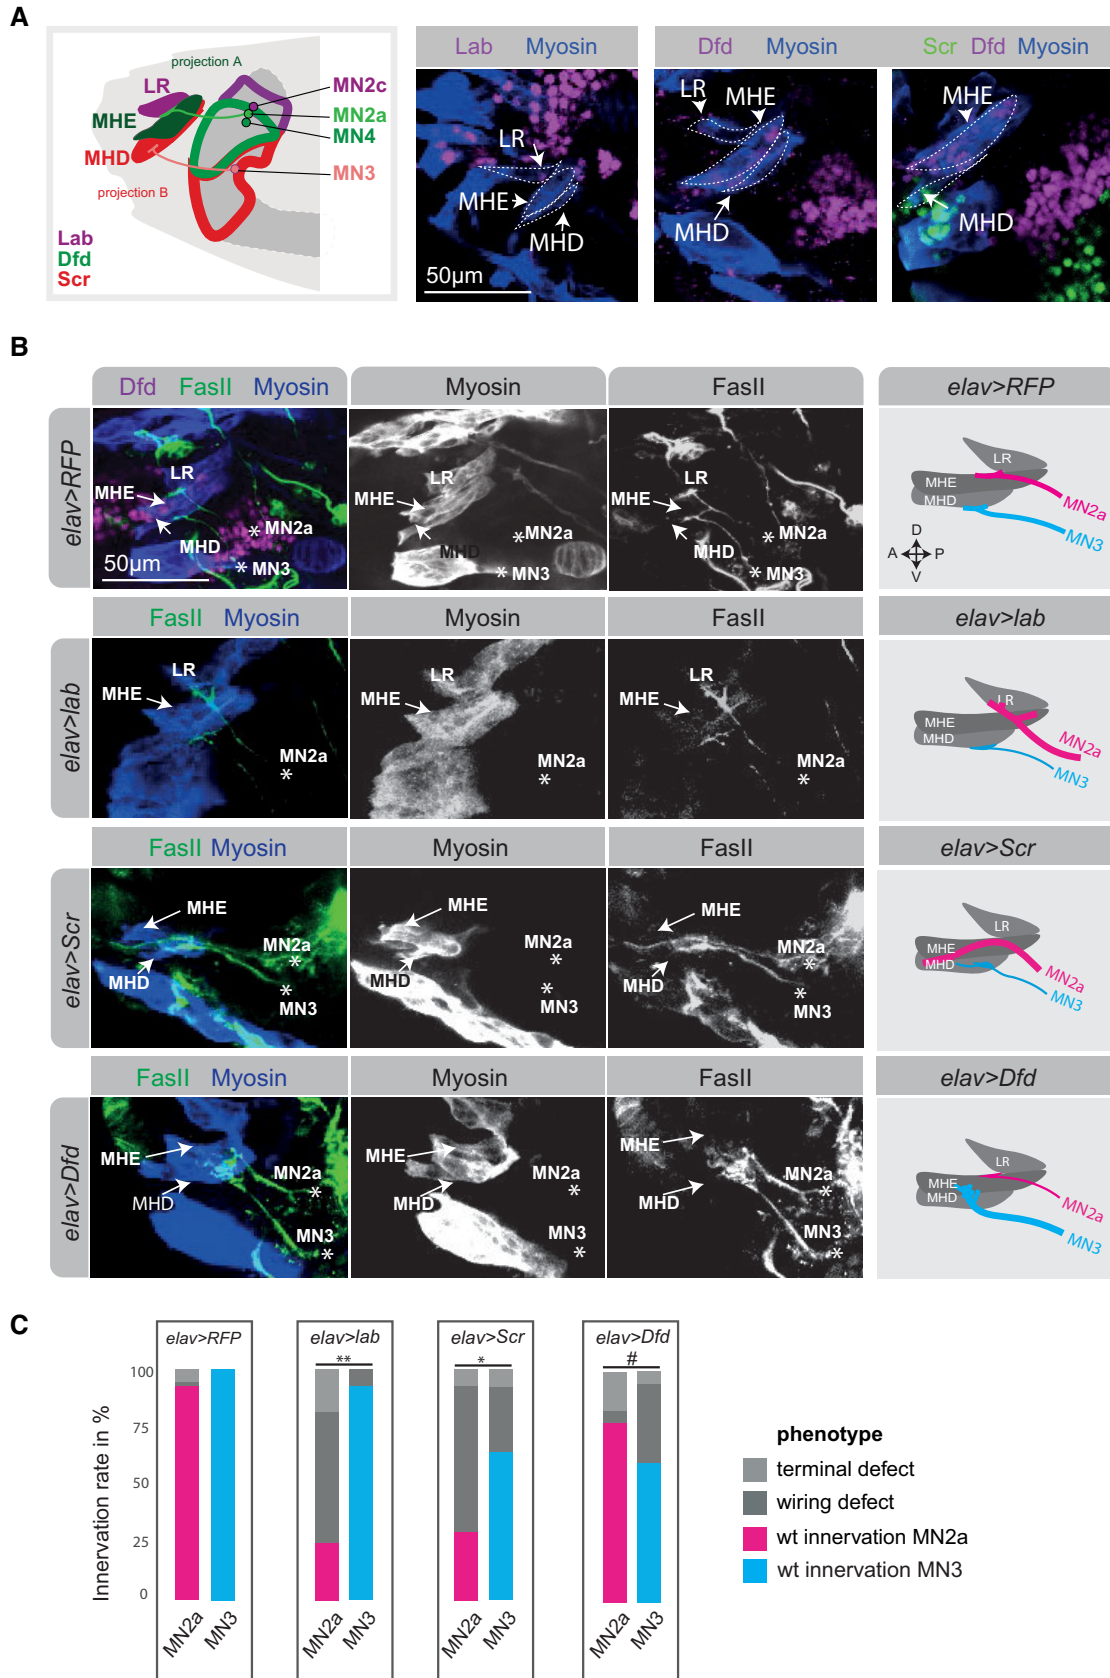 A
projection A
LR
MHE
MHD
projection B
MN2c
MN2a
MN4
MN3
Lab
Dfd
Scr
Lab Myosin
LR
MHE
MHD
50µm
Dfd Myosin
LR
MHE
MHD
Scr Dfd Myosin
MHE
MHD
B
Dfd FasII Myosin
Myosin
FasII
elav>RFP
elav>RFP
LR
MHE
MHD
* MN2a
* MN3
50µm
LR
MHE
MHD
*MN2a
* MN3
LR
MHE
MHD
* MN2a
* MN3
LR
MHE
MHD
MN2a
MN3
D
A P
V
FasII Myosin
Myosin
FasII
elav>lab
elav>lab
LR
MHE
MN2a
*
LR
MHE
MN2a
*
LR
MHE
MN2a
*
LR
MHE
MHD
MN2a
MN3
FasII Myosin
Myosin
FasII
elav>Scr
elav>Scr
MHE
MN2a
*
MHD
*
MN3
MHE
MN2a
*
MHD
*
MN3
MHE
MN2a
*
MHD
*
MN3
LR
MHE
MHD
MN2a
MN3
FasII Myosin
Myosin
FasII
elav>Dfd
elav>Dfd
MHE
MN2a
*
MHD
MN3
*
MHE
MN2a
*
MHD
MN3
*
MHE
MN2a
*
MHD
MN3
*
LR
MHE
MHD
MN2a
MN3
C
elav>RFP
elav>lab
elav>Scr
elav>Dfd
**
*
#
Innervation rate in %
100
75
50
25
0
MN2a MN3
MN2a MN3
MN2a MN3
MN2a MN3
phenotype
terminal defect
wiring defect
wt innervation MN2a
wt innervation MN3